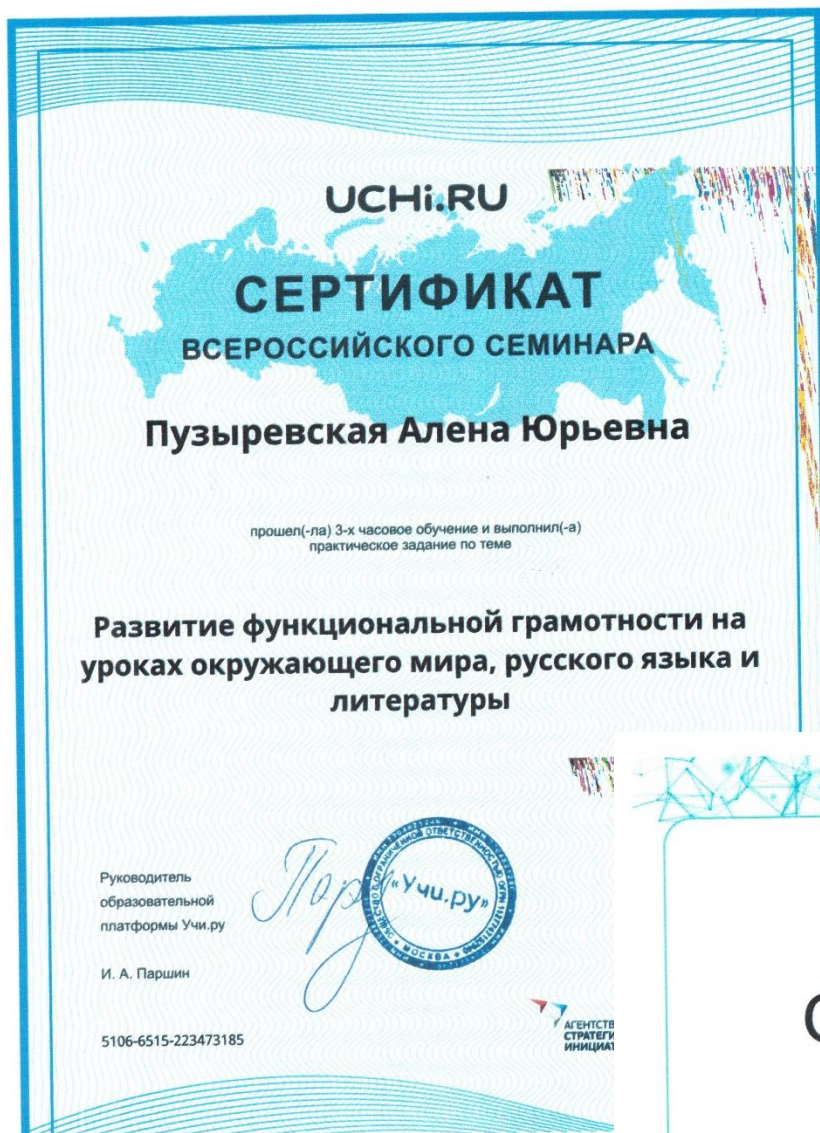 UCHi.RU
СЕРТИФИКАТ
ВСЕРОССИЙСКОГО СЕМИНАРА
Пузыревская Алена Юрьевна
прошел(-ла) 3-х часовое обучение и выполнил(-а)
практическое задание по теме
Развитие функциональной грамотности на
уроках окружающего мира, русского языка и
литературы
Руководитель
образовательной
платформы Учи.ру
И. А. Паршин
«Учи.ру»
МОСКВА
5106-6515-223473185
АГЕНТСТВ
СТРАТЕГИ
ИНИЦИАТ
С